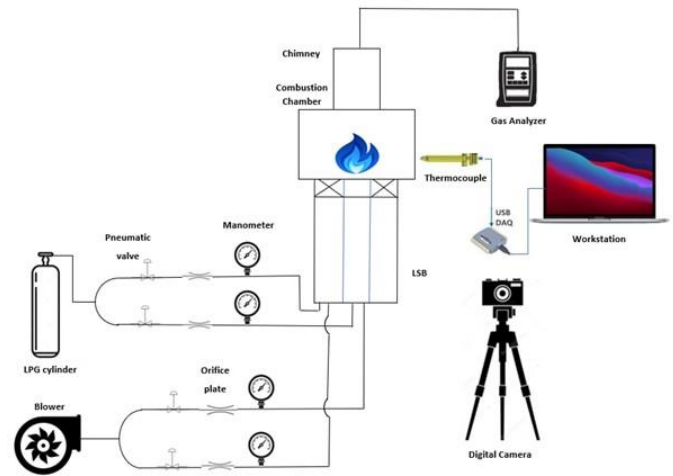 Chimney
Combustion
Chamber
Gas Analyzer
Thermocouple
USB
DAQ
Workstation
Pneumatic
valve
Manometer
LSB
LPG cylinder
Orifice
plate
Blower
Digital Camera